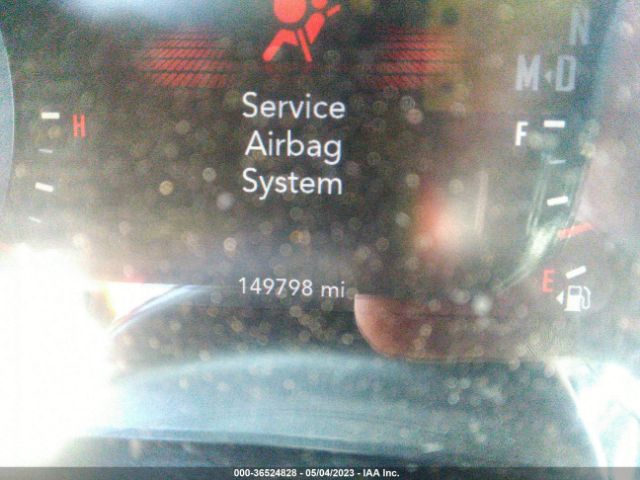 N
M◂D
Service
H
F
Airbag
System
E
149798 mi
000-36524828 - 05/04/2023 - IAA Inc.